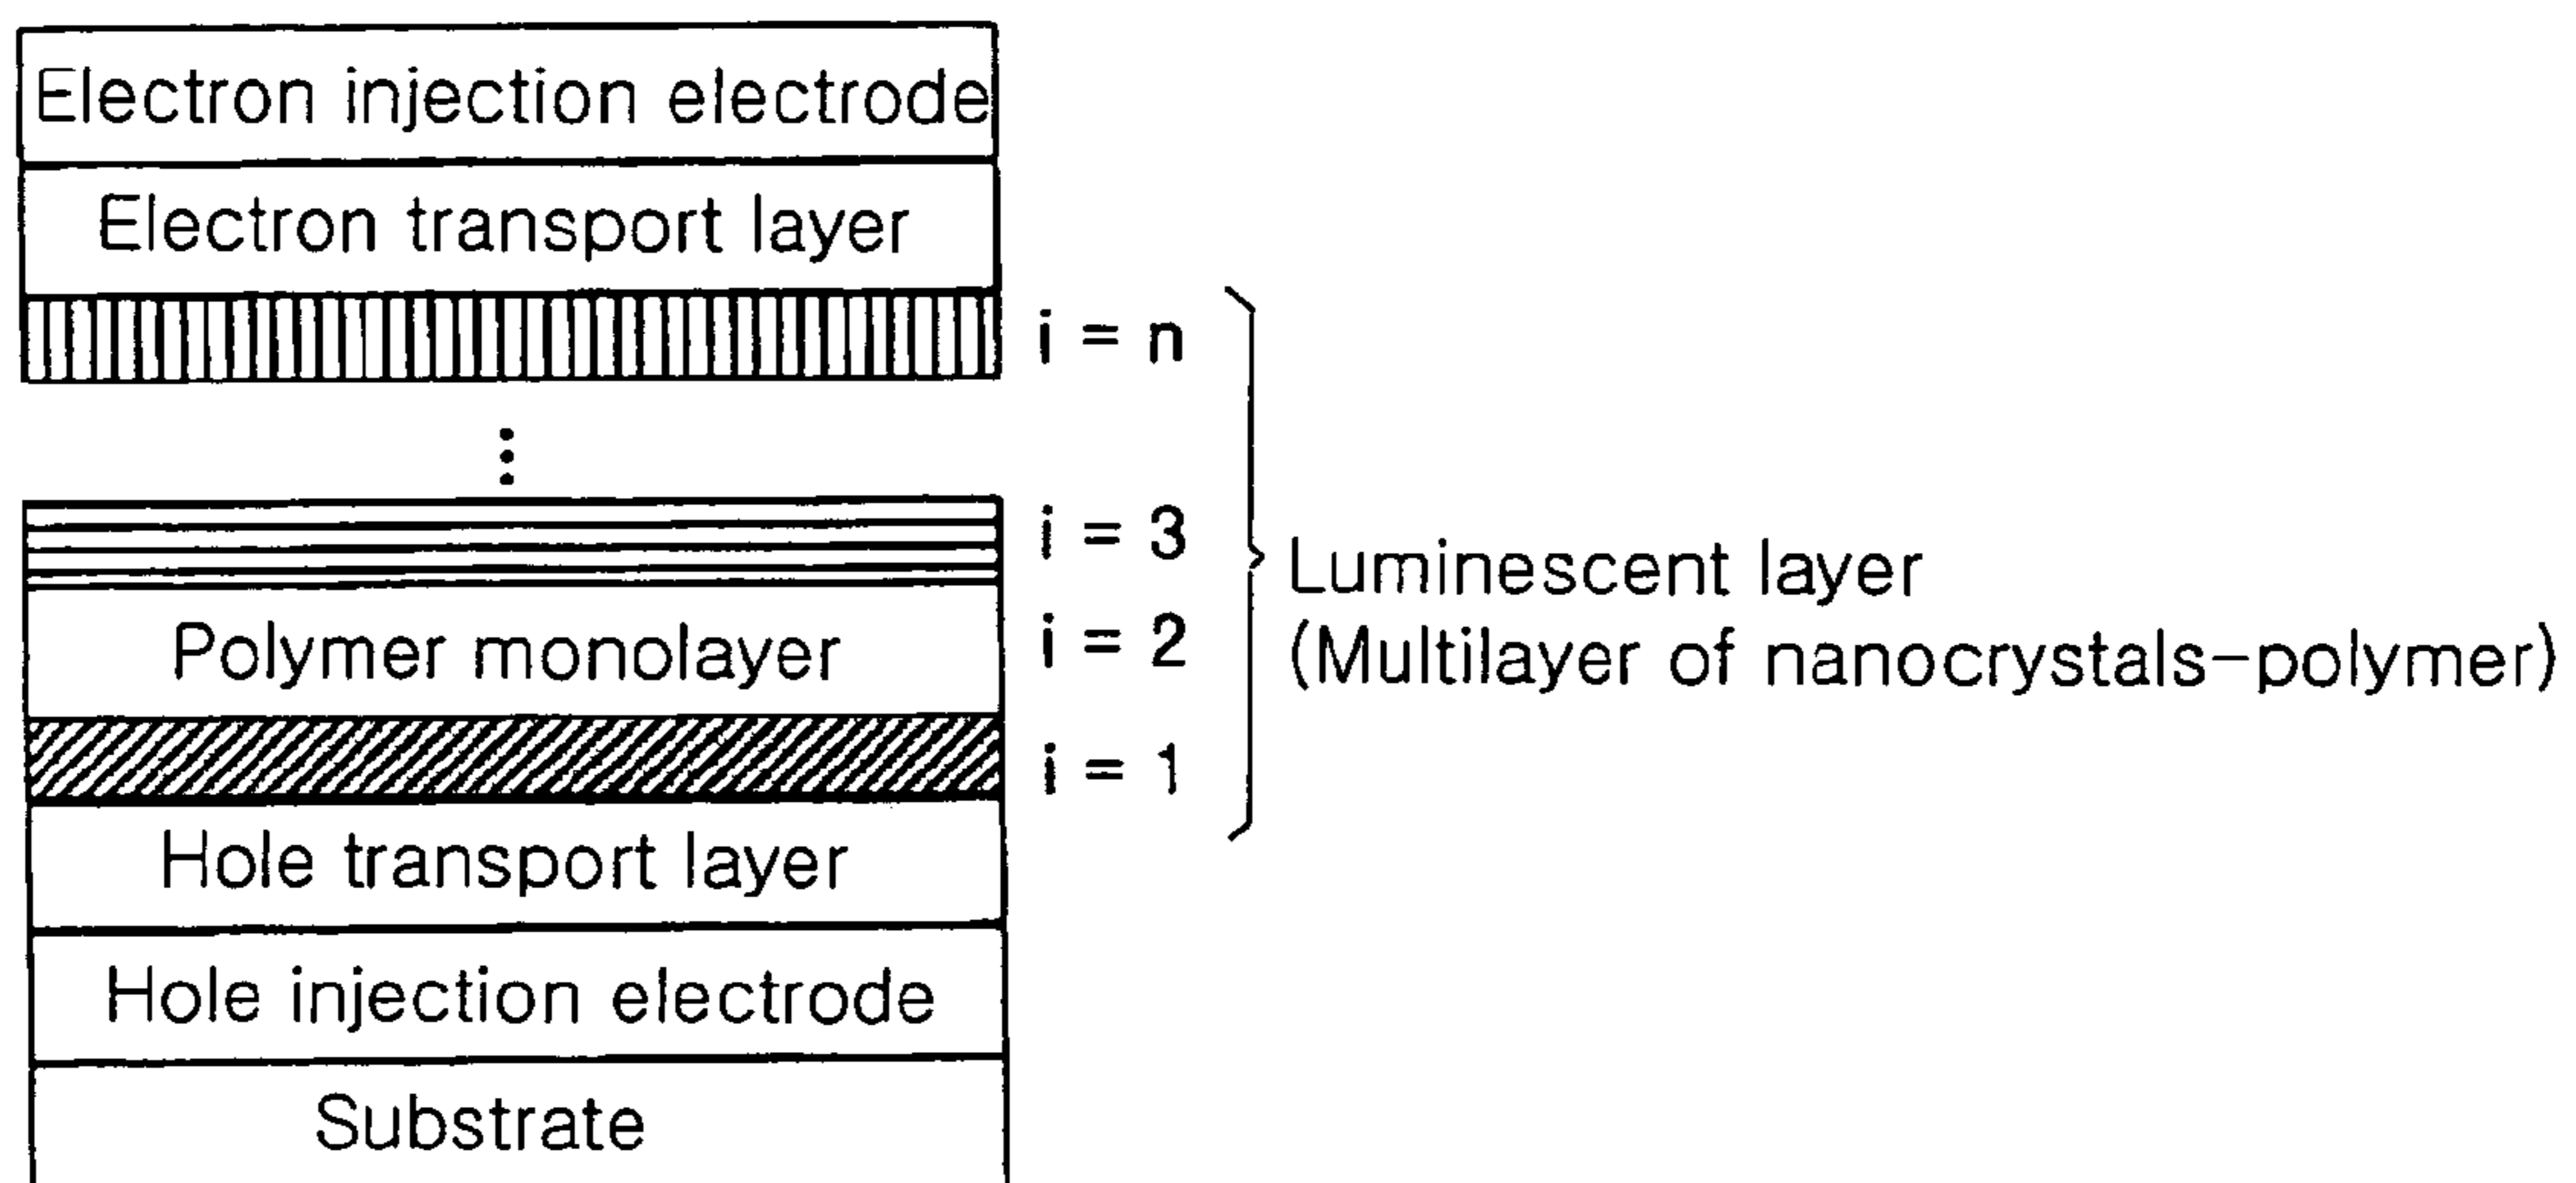 Electron injection electrode
Electron transport layer
i = n
i = 3
Polymer monolayer
i = 2
i = 1
Luminescent layer
(Multilayer of nanocrystals-polymer)
Hole transport layer
Hole injection electrode
Substrate